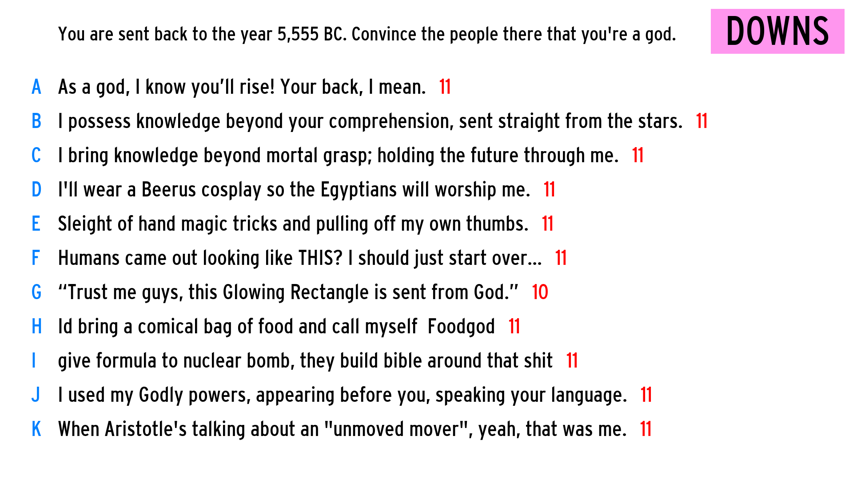 You are sent back to the year 5,555 BC. Convince the people there that you're a god.
DOWNS
A As a god, I know you’ll rise! Your back, I mean. 11
B I possess knowledge beyond your comprehension, sent straight from the stars. 11
C I bring knowledge beyond mortal grasp; holding the future through me. 11
D I'll wear a Beerus cosplay so the Egyptians will worship me. 11
E Sleight of hand magic tricks and pulling off my own thumbs. 11
F Humans came out looking like THIS? I should just start over... 11
G “Trust me guys, this Glowing Rectangle is sent from God.” 10
H Id bring a comical bag of food and call myself Foodgod 11
I give formula to nuclear bomb, they build bible around that shit 11
J I used my Godly powers, appearing before you, speaking your language. 11
K When Aristotle's talking about an "unmoved mover", yeah, that was me. 11